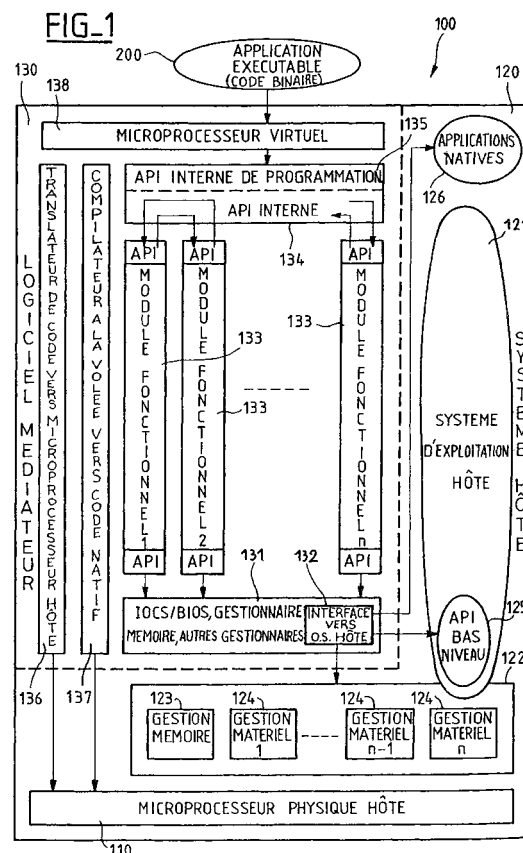 FIG_1
200
APPLICATION
EXECUTABLE
(CODE BINAIRE)
100
130
138
120
MICROPROCESSEUR VIRTUEL
135
API INTERNE DE PROGRAMMATION
API INTERNE
134
APPLICATIONS
NATIVES
126
121
LOGICIEL MEDIATEUR
TRANSLATEUR DE CODE VERS MICROPROCESSEUR HÔTE
COMPILATEUR A LA VOLEE VERS CODE NATIF
API
MODULE FONCTIONNEL 1
API
133
API
MODULE FONCTIONNEL 2
API
133
API
MODULE FONCTIONNEL n
API
133
SYSTEME
D'EXPLOITATION
HÔTE
SYSTEME HÔTE
131
132
IOCS/BIOS, GESTIONNAIRE
MEMOIRE, AUTRES GESTIONNAIRES
INTERFACE
VERS
O.S. HÔTE
125
API
BAS
NIVEAU
136
137
122
123
124
124
124
GESTION
MEMOIRE
GESTION
MATERIEL
1
GESTION
MATERIEL
n-1
GESTION
MATERIEL
n
MICROPROCESSEUR PHYSIQUE HÔTE
110